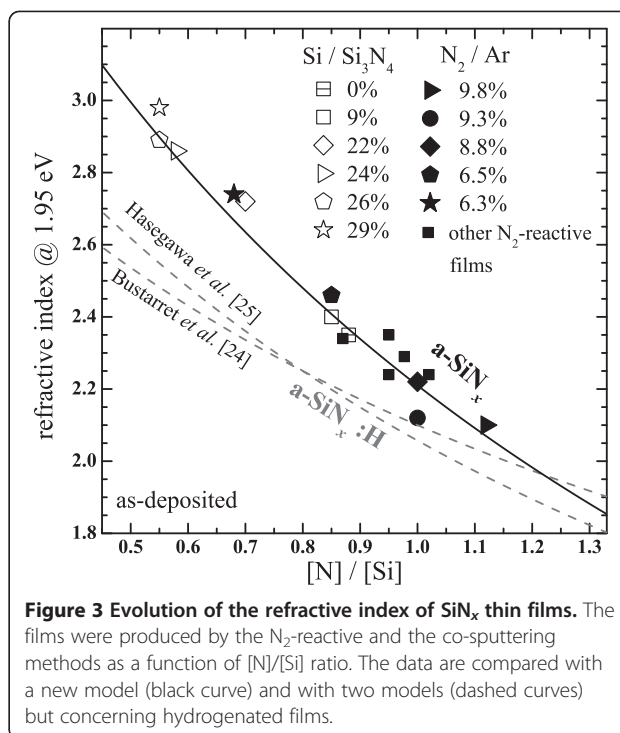 Si / Si₃N₄ N₂ / Ar
0% 9.8%
9% 9.3%
22% 8.8%
24% 6.5%
26% 6.3%
29% other N₂-reactive
films
3.0
2.8
2.6
2.4
2.2
2.0
1.8
refractive index @ 1.95 eV
Hasegawa et al. [25]
Bustarret et al. [24]
a-SiNₓ
a-SiNₓ :H
as-deposited
0.5 0.6 0.7 0.8 0.9 1.0 1.1 1.2 1.3
[N] / [Si]
Figure 3 Evolution of the refractive index of SiNₓ thin films. The
films were produced by the N₂-reactive and the co-sputtering
methods as a function of [N]/[Si] ratio. The data are compared with
a new model (black curve) and with two models (dashed curves)
but concerning hydrogenated films.